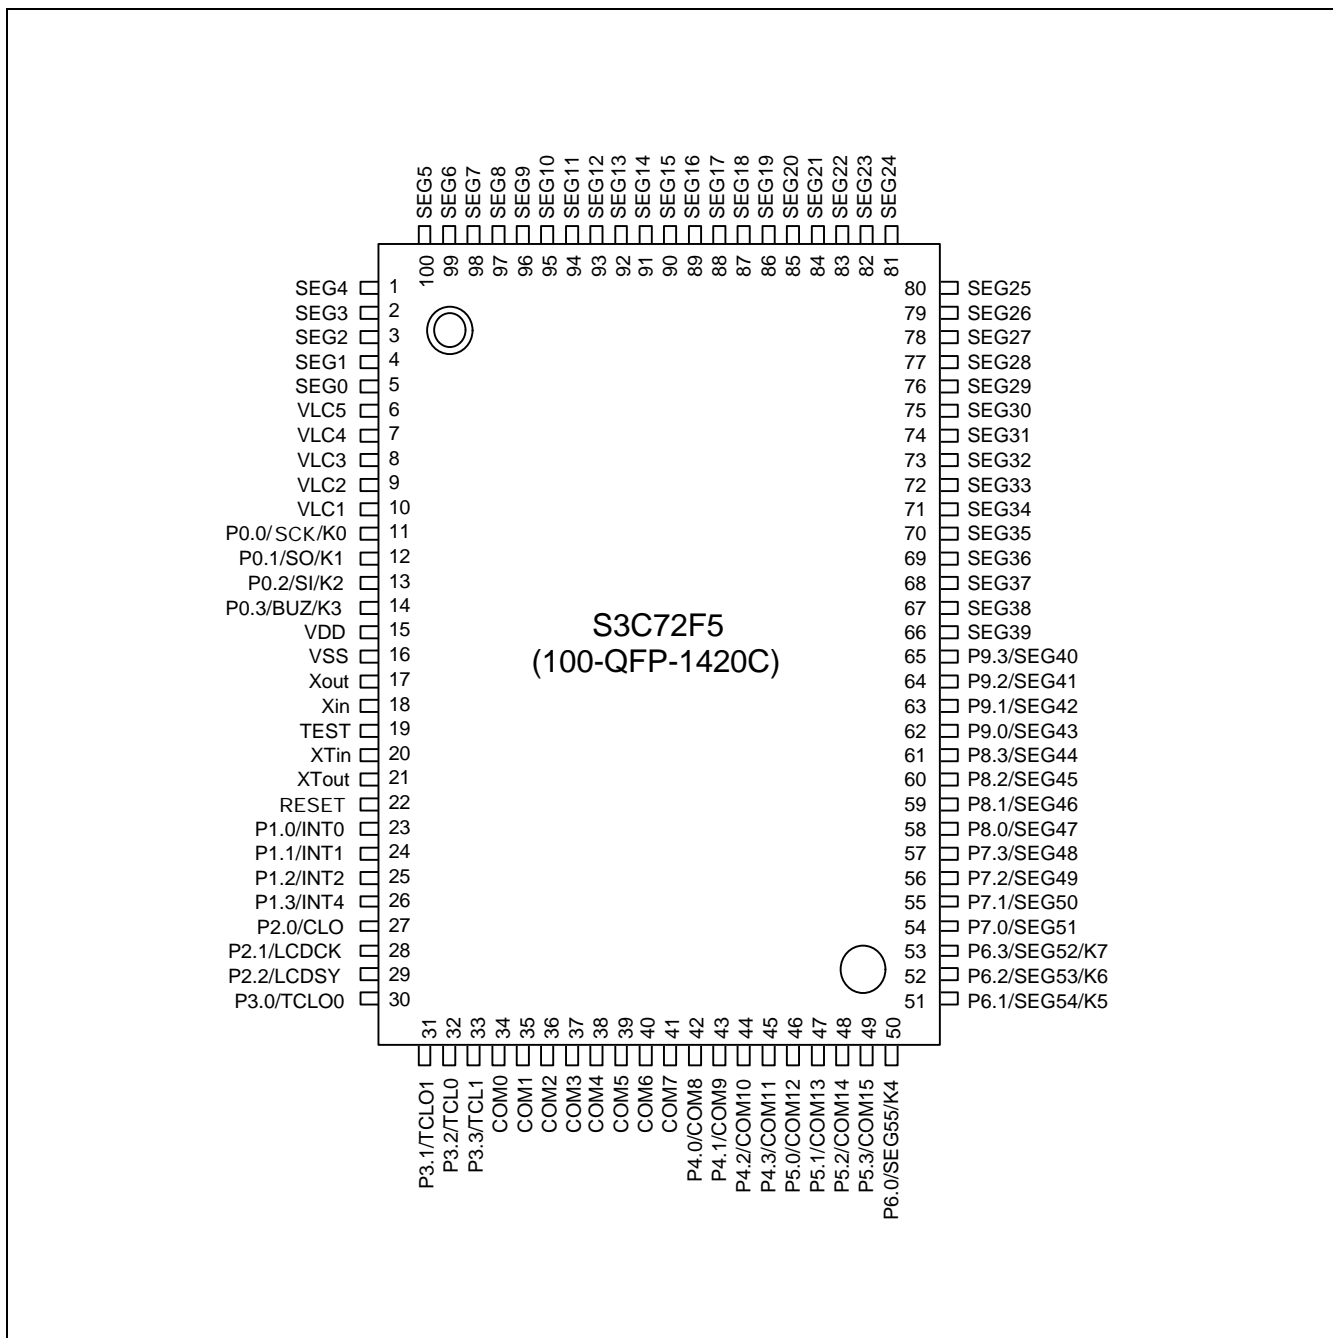 SEG5
SEG6
SEG7
SEG8
SEG9
SEG10
SEG11
SEG12
SEG13
SEG14
SEG15
SEG16
SEG17
SEG18
SEG19
SEG20
SEG21
SEG22
SEG23
SEG24
100
99
98
97
96
95
94
93
92
91
90
89
88
87
86
85
84
83
82
81
SEG4 1
SEG3 2
SEG2 3
SEG1 4
SEG0 5
VLC5 6
VLC4 7
VLC3 8
VLC2 9
VLC1 10
P0.0/SCK/K0 11
P0.1/SO/K1 12
P0.2/SI/K2 13
P0.3/BUZ/K3 14
VDD 15
VSS 16
Xout 17
Xin 18
TEST 19
XTin 20
XTout 21
RESET 22
P1.0/INT0 23
P1.1/INT1 24
P1.2/INT2 25
P1.3/INT4 26
P2.0/CLO 27
P2.1/LCDCK 28
P2.2/LCDSY 29
P3.0/TCLO0 30
S3C72F5
(100-QFP-1420C)
80 SEG25
79 SEG26
78 SEG27
77 SEG28
76 SEG29
75 SEG30
74 SEG31
73 SEG32
72 SEG33
71 SEG34
70 SEG35
69 SEG36
68 SEG37
67 SEG38
66 SEG39
65 P9.3/SEG40
64 P9.2/SEG41
63 P9.1/SEG42
62 P9.0/SEG43
61 P8.3/SEG44
60 P8.2/SEG45
59 P8.1/SEG46
58 P8.0/SEG47
57 P7.3/SEG48
56 P7.2/SEG49
55 P7.1/SEG50
54 P7.0/SEG51
53 P6.3/SEG52/K7
52 P6.2/SEG53/K6
51 P6.1/SEG54/K5
31
32
33
34
35
36
37
38
39
40
41
42
43
44
45
46
47
48
49
50
P3.1/TCLO1
P3.2/TCL0
P3.3/TCL1
COM0
COM1
COM2
COM3
COM4
COM5
COM6
COM7
P4.0/COM8
P4.1/COM9
P4.2/COM10
P4.3/COM11
P5.0/COM12
P5.1/COM13
P5.2/COM14
P5.3/COM15
P6.0/SEG55/K4